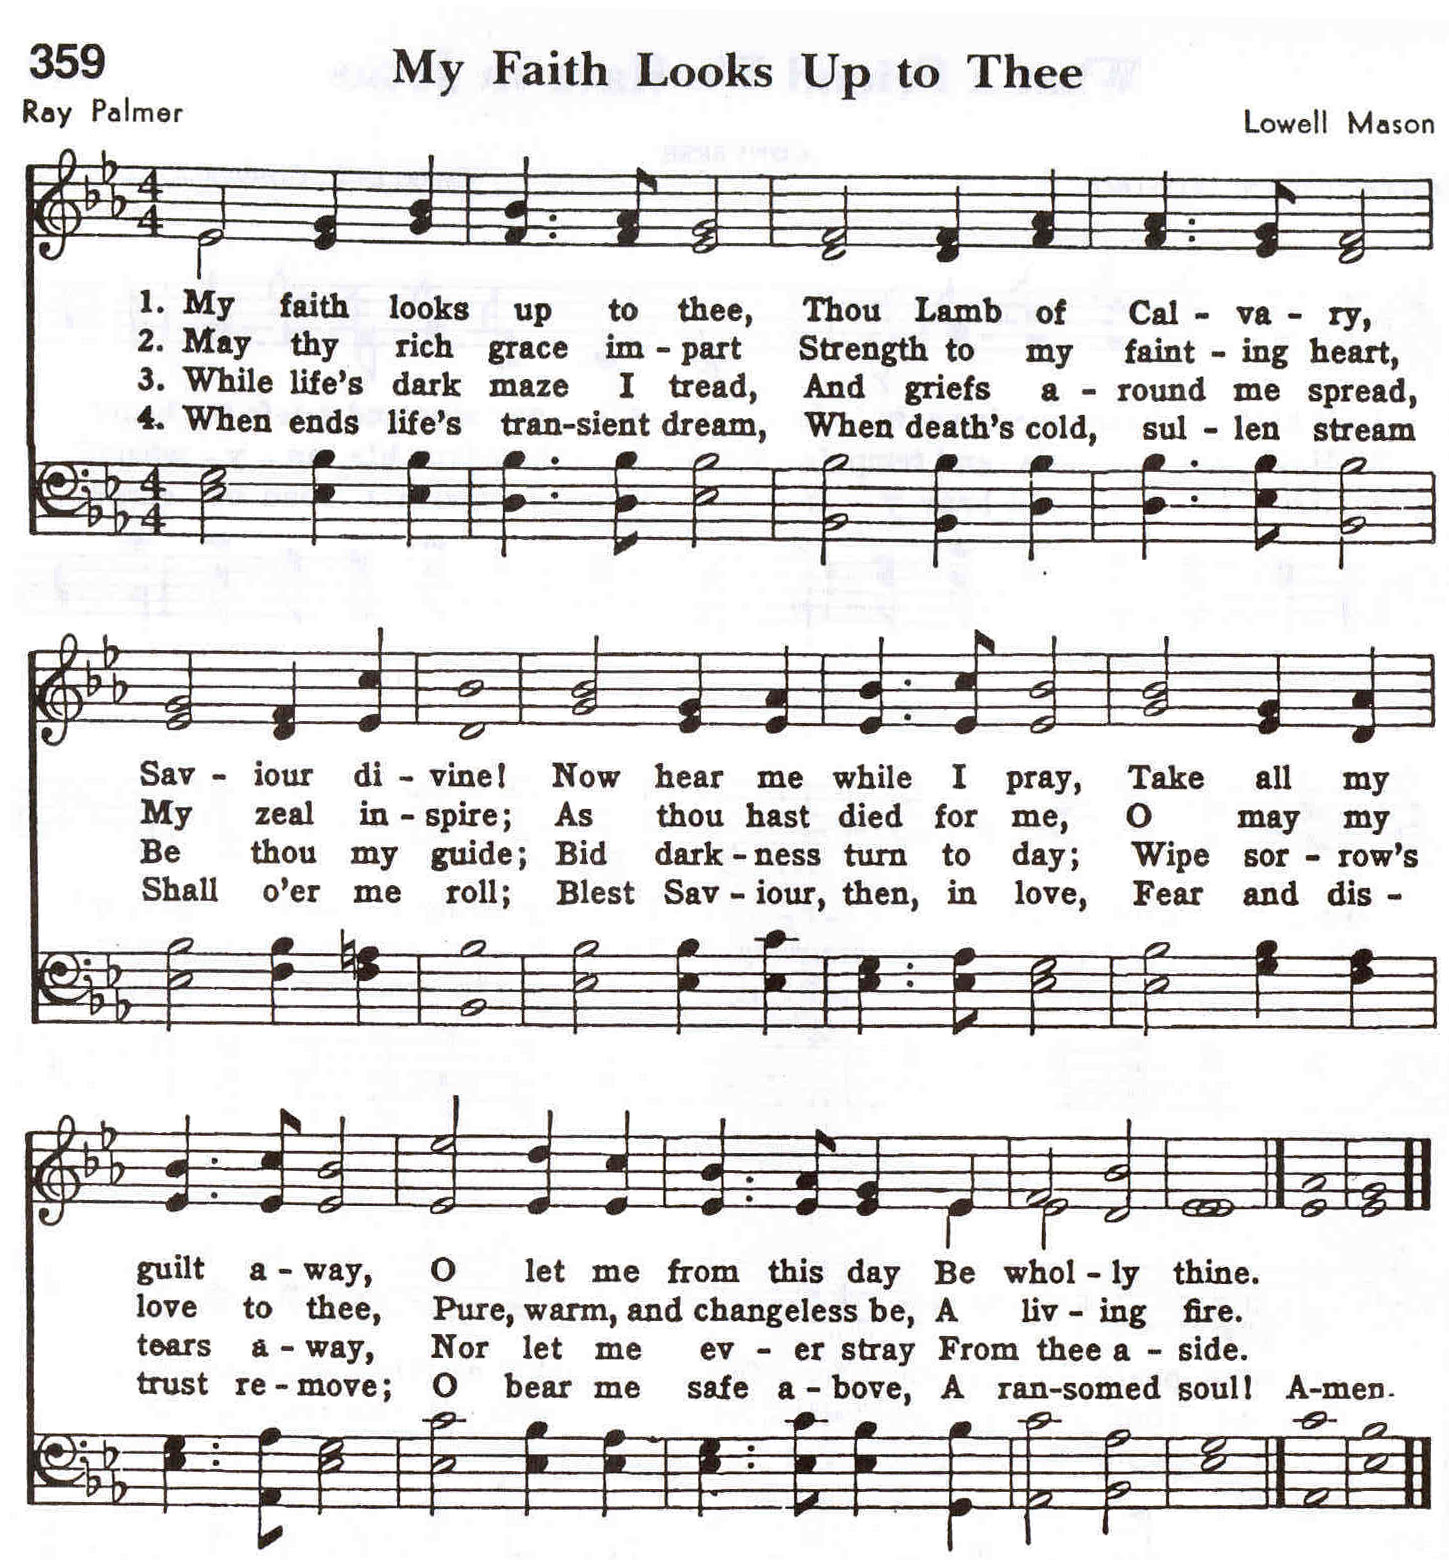 359
My Faith Looks Up to Thee
Ray Palmer
Lowell Mason
4
4
1. My faith looks up to thee, Thou Lamb of Cal - va - ry,
2. May thy rich grace im - part Strength to my faint - ing heart,
3. While life's dark maze I tread, And griefs a - round me spread,
4. When ends life's tran-sient dream, When death's cold, sul - len stream
4
4
Sav - iour di - vine! Now hear me while I pray, Take all my
My zeal in - spire; As thou hast died for me, O may my
Be thou my guide; Bid dark - ness turn to day; Wipe sor - row's
Shall o'er me roll; Blest Sav - iour, then, in love, Fear and dis -
guilt a - way, O let me from this day Be whol - ly thine.
love to thee, Pure, warm, and changeless be, A liv - ing fire.
tears a - way, Nor let me ev - er stray From thee a - side.
trust re - move; O bear me safe a - bove, A ran-somed soul! A-men.